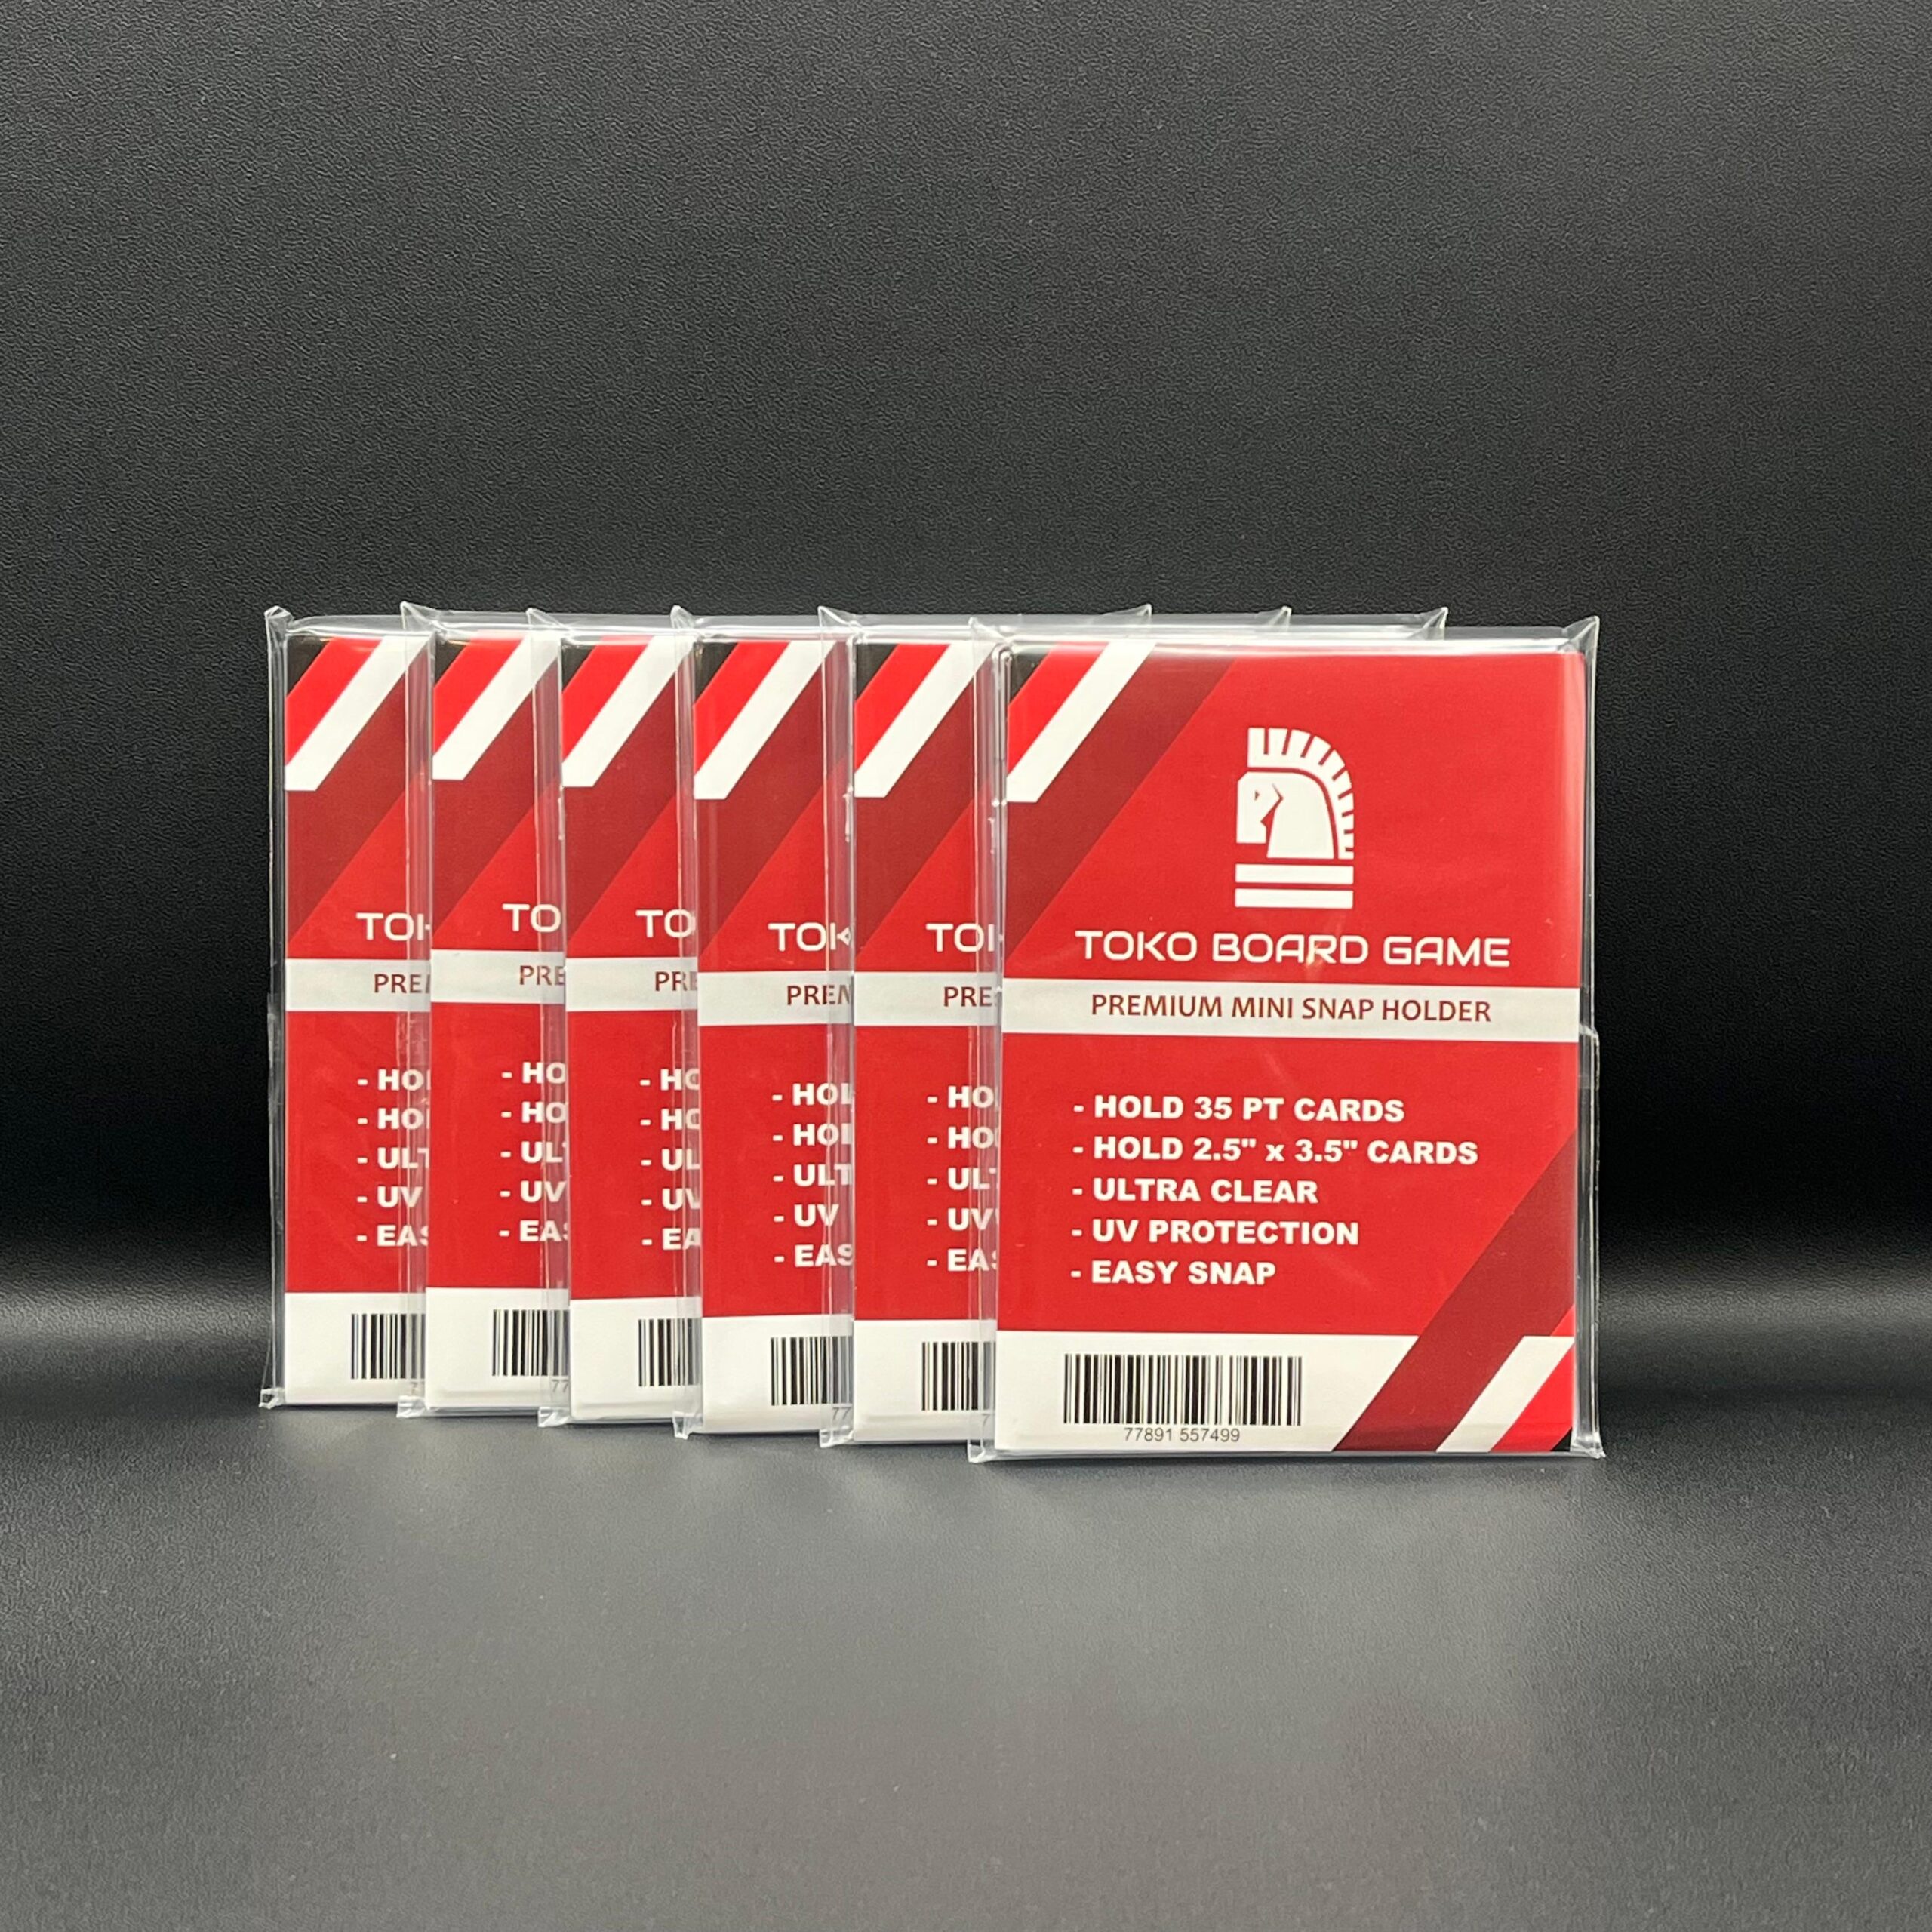 TOKO BOARD GAME
PREMIUM MINI SNAP HOLDER
- HOLD 35 PT CARDS
- HOLD 2.5" x 3.5" CARDS
- ULTRA CLEAR
- UV PROTECTION
- EASY SNAP
77891 557499